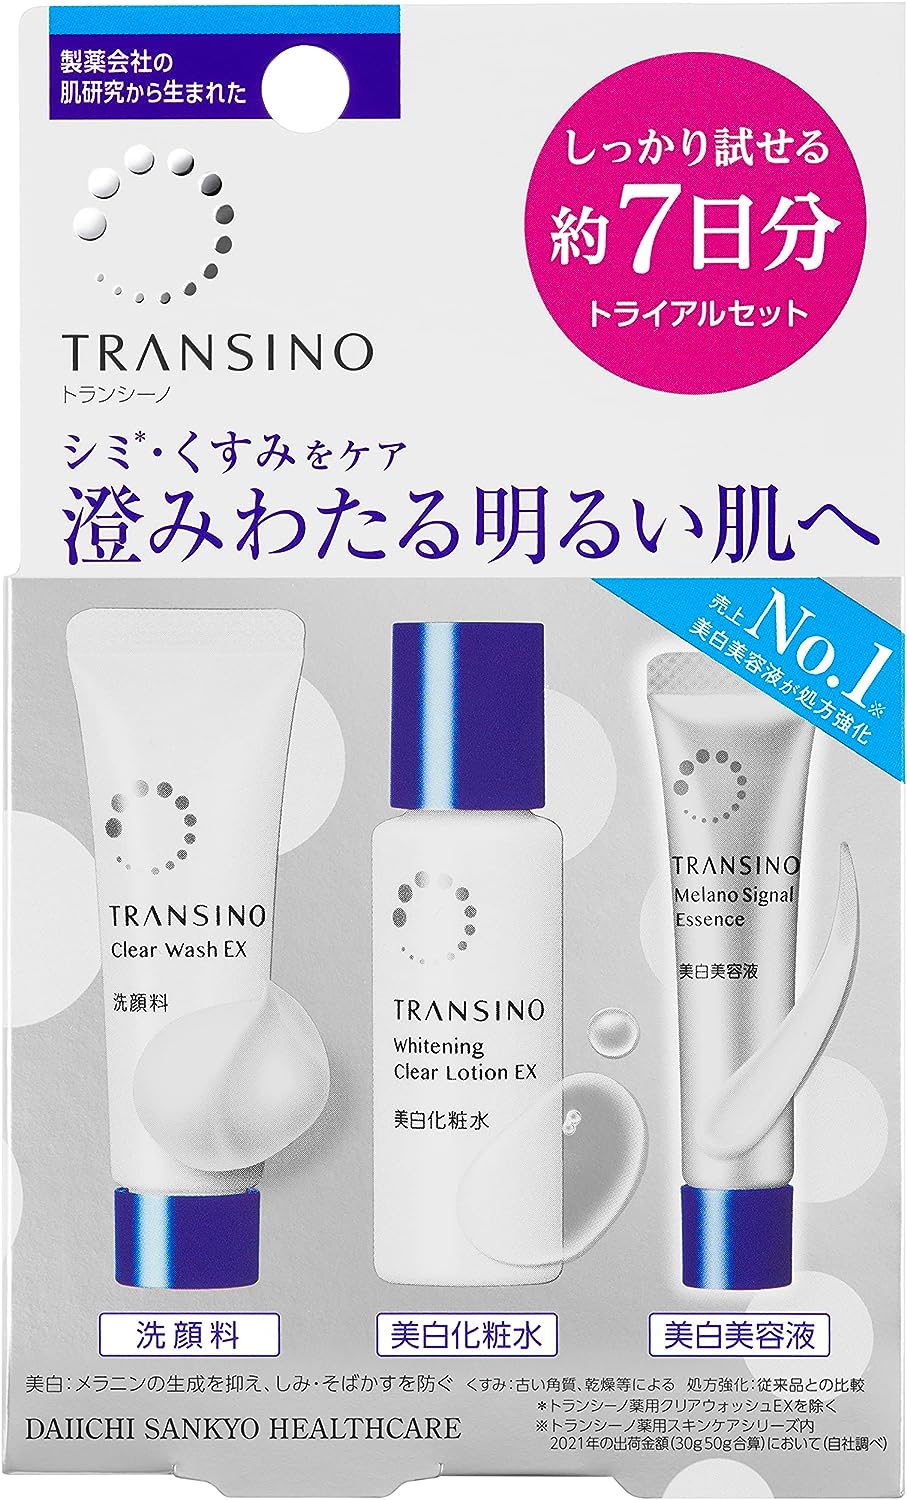 製薬会社の
肌研究から生まれた
しっかり試せる
約7日分
トライアルセット
TRANSINO
トランシーノ
シミ*・くすみをケア
澄みわたる明るい肌へ
売上No.1※
美白美容液が処方強化
TRANSINO
Clear Wash EX
洗顔料
TRANSINO
Whitening
Clear Lotion EX
美白化粧水
TRANSINO
Melano Signal
Essence
美白美容液
洗顔料
美白化粧水
美白美容液
美白:メラニンの生成を抑え、しみ・そばかすを防ぐ くすみ:古い角質、乾燥等による 処方強化:従来品との比較
*トランシーノ薬用クリアウォッシュEXを除く
※トランシーノ薬用スキンケアシリーズ内
2021年の出荷金額(30g50g合算)において(自社調べ)
DAIICHI SANKYO HEALTHCARE